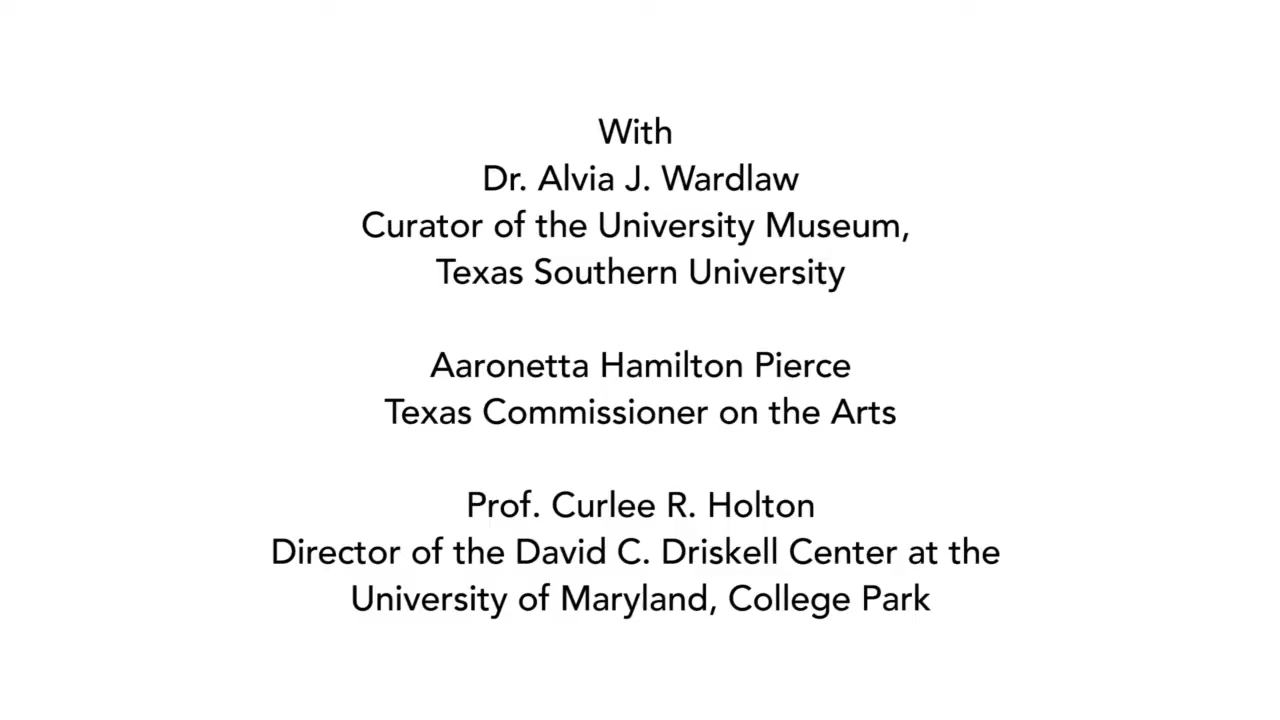 With
Dr. Alvia J. Wardlaw
Curator of the University Museum,
Texas Southern University
Aaronetta Hamilton Pierce
Texas Commissioner on the Arts
Prof. Curlee R. Holton
Director of the David C. Driskell Center at the
University of Maryland, College Park